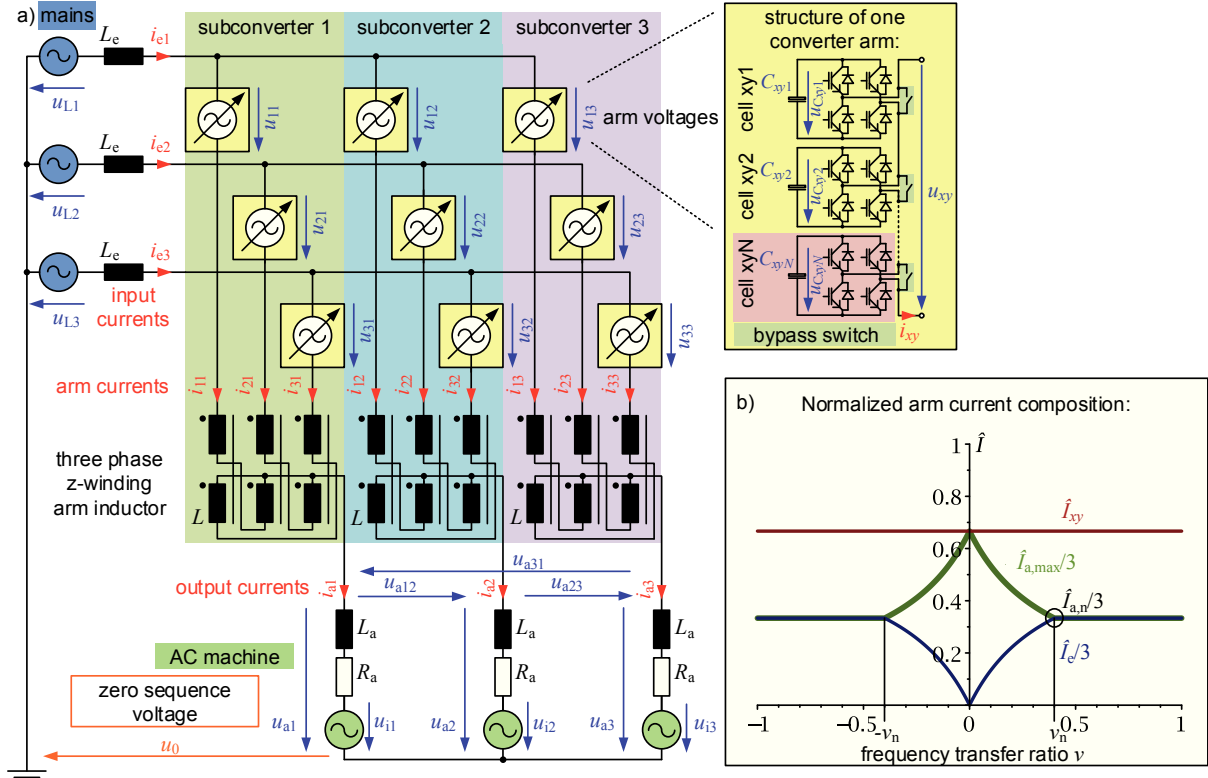 a) mains
subconverter 1 subconverter 2 subconverter 3
L_e i_e1
u_L1
u_11 u_12 u_13
arm voltages
L_e i_e2
u_L2
u_21 u_22 u_23
L_e i_e3
u_L3
input
currents
u_31 u_32 u_33
arm currents
i_11 i_21 i_31 i_12 i_22 i_32 i_13 i_23 i_33
three phase
z-winding
arm inductor
L L
u_a31
output currents i_a1 u_a12 i_a2 u_a23 i_a3
L_a L_a L_a
AC machine
R_a R_a R_a
zero sequence
voltage
u_a1 u_i1 u_a2 u_i2 u_a3 u_i3
u_0
structure of one
converter arm:
cell xy1 C_xy1 u_Cxy1
cell xy2 C_xy2 u_Cxy2
u_xy
cell xyN C_xyN u_CxyN
bypass switch i_xy
b) Normalized arm current composition:
1 Î
0.8
Î_xy
0.6
Î_a,max/3
0.4 Î_a,n/3
0.2 Î_e/3
-1 -0.5 -v_n 0 v_n 0.5 1
frequency transfer ratio v